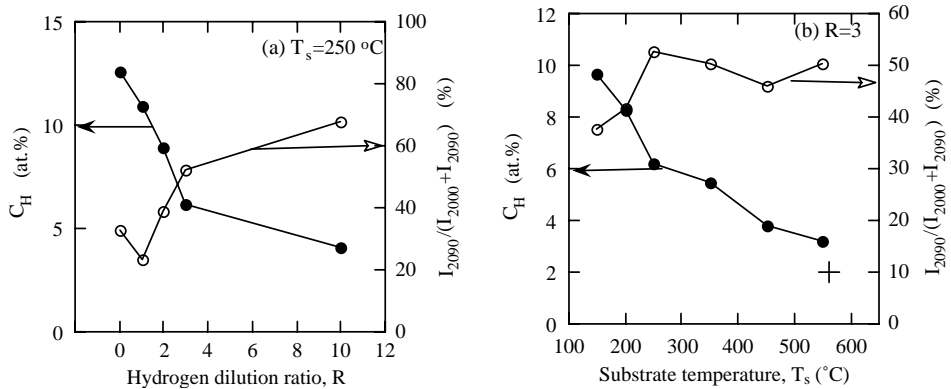 (a) T_s=250 °C
C_H (at.%)
15
10
5
0
100
80
60
40
20
0
I_2090/(I_2000+I_2090) (%)
0 2 4 6 8 10 12
Hydrogen dilution ratio, R
(b) R=3
C_H (at.%)
12
10
8
6
4
2
0
60
50
40
30
20
10
0
I_2090/(I_2000+I_2090) (%)
100 200 300 400 500 600
Substrate temperature, T_s (°C)